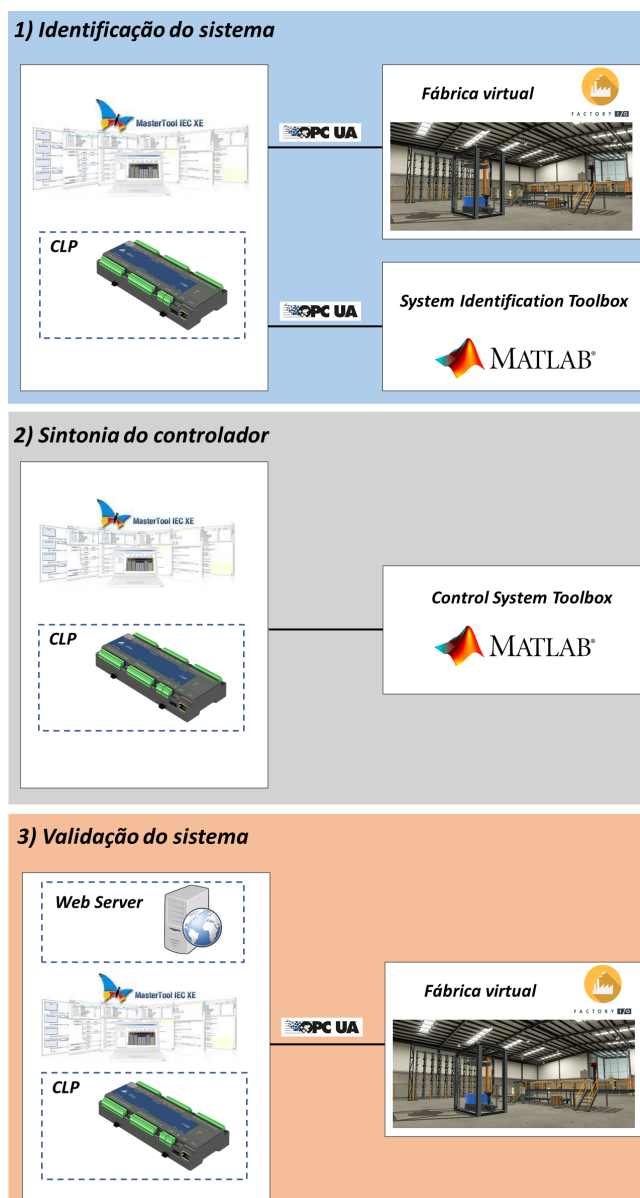 1) Identificação do sistema
MasterTool IEC XE
CLP
OPC UA
Fábrica virtual
FACTORY I/O
OPC UA
System Identification Toolbox
MATLAB®
2) Sintonia do controlador
MasterTool IEC XE
CLP
Control System Toolbox
MATLAB®
3) Validação do sistema
Web Server
MasterTool IEC XE
CLP
OPC UA
Fábrica virtual
FACTORY I/O